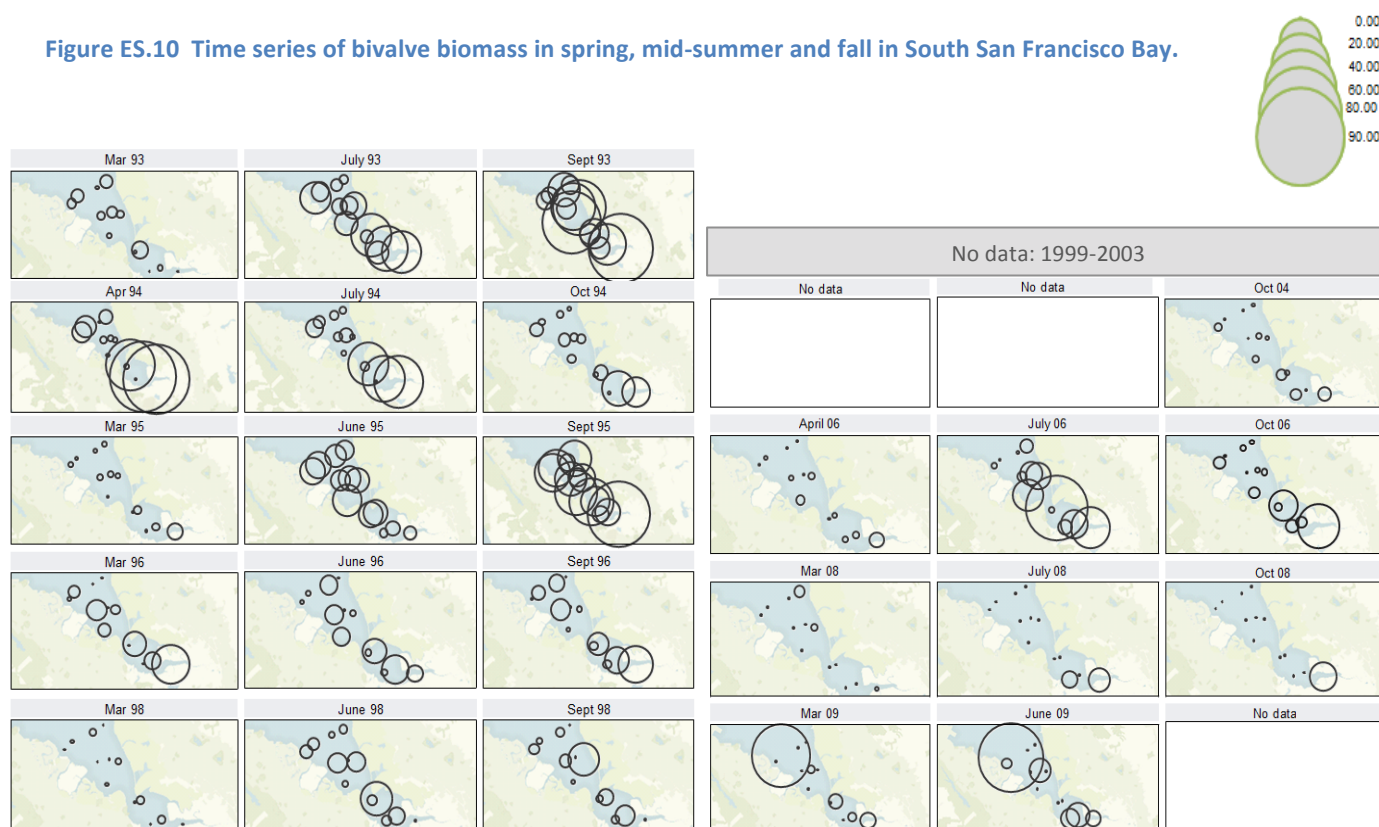 Figure ES.10 Time series of bivalve biomass in spring, mid-summer and fall in South San Francisco Bay.
0.00
20.00
40.00
60.00
80.00
90.00
Mar 93
July 93
Sept 93
Apr 94
July 94
Oct 94
Mar 95
June 95
Sept 95
Mar 96
June 96
Sept 96
Mar 98
June 98
Sept 98
No data: 1999-2003
No data
No data
Oct 04
April 06
July 06
Oct 06
Mar 08
July 08
Oct 08
Mar 09
June 09
No data